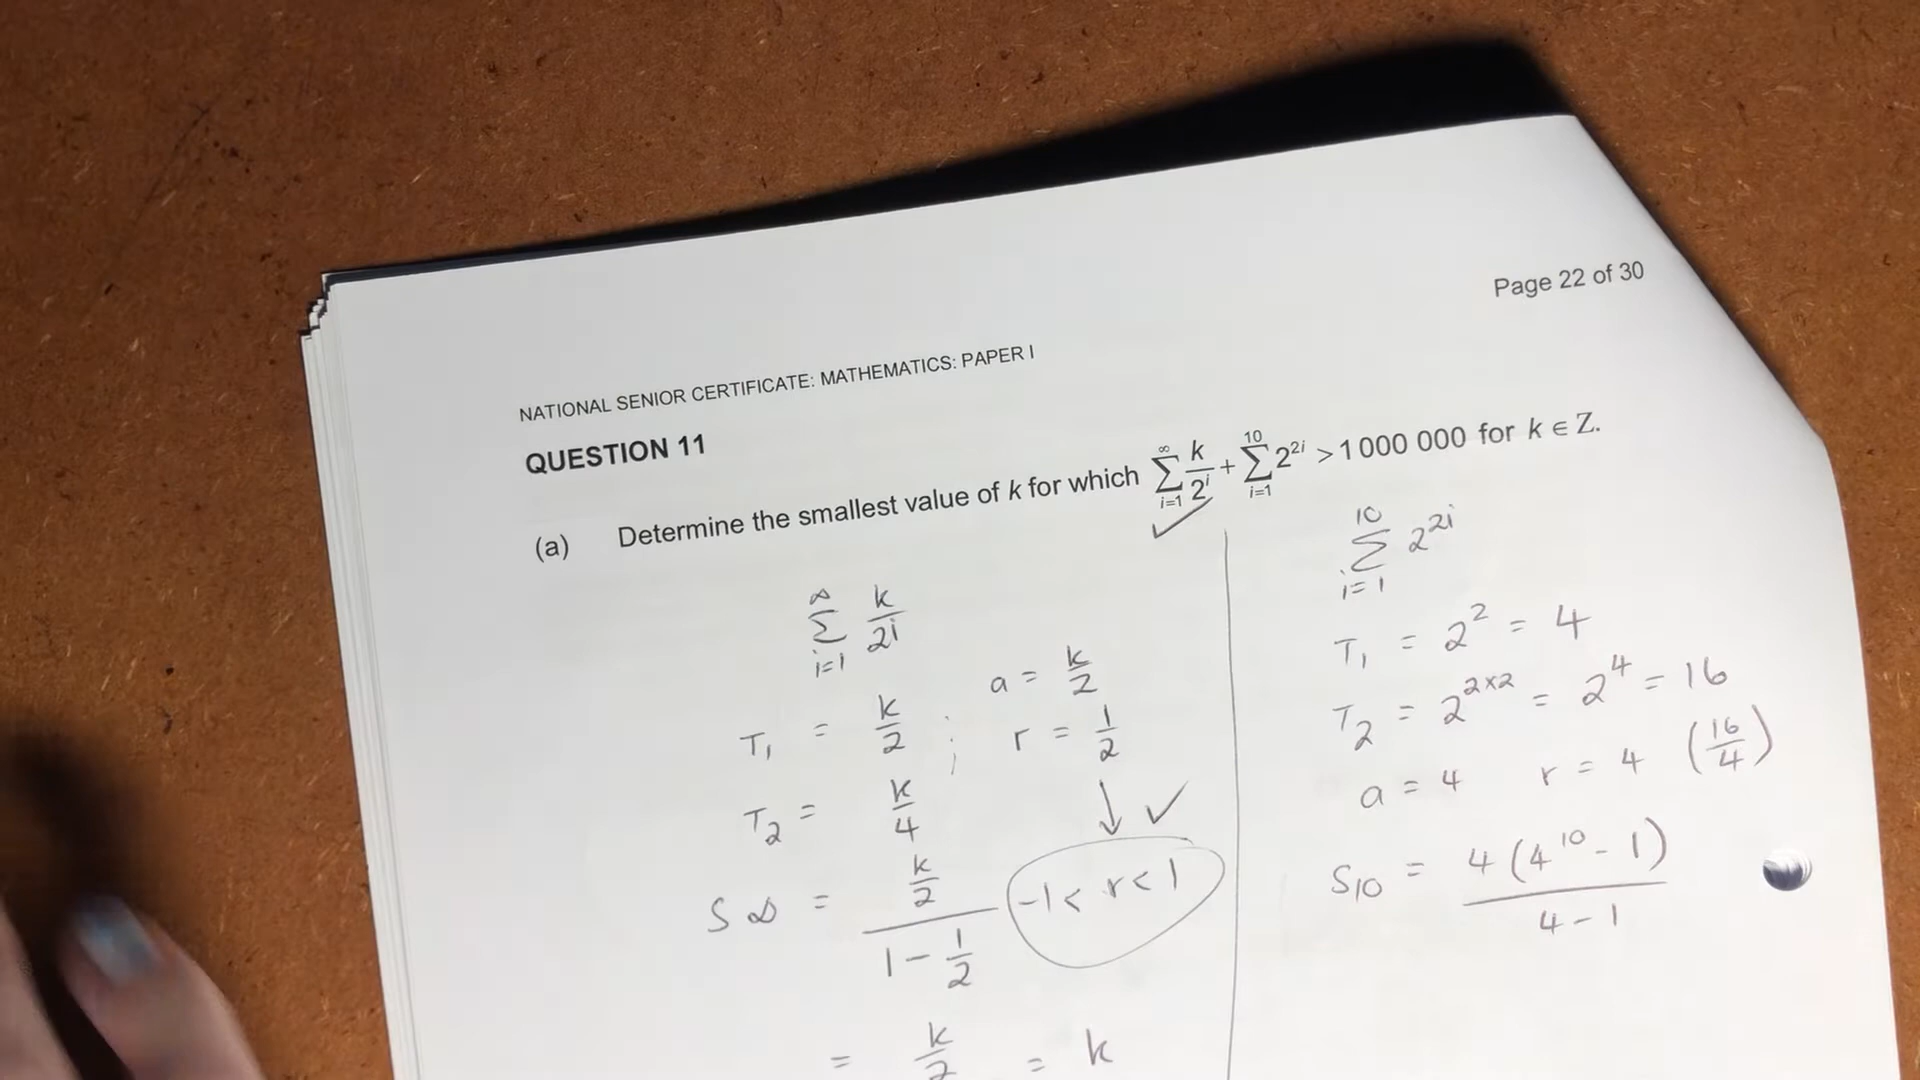 Page 22 of 30
NATIONAL SENIOR CERTIFICATE: MATHEMATICS: PAPER I
QUESTION 11
(a) Determine the smallest value of k for which ∑_{i=1}^{∞} k/2^i + ∑_{i=1}^{10} 2^{2i} > 1 000 000 for k ∈ ℤ.
∑_{i=1}^{∞} k/2i
T₁ = k/2 ; a = k/2
r = 1/2
T₂ = k/4
↓ ✓
S∞ = (k/2)/(1 - 1/2) -1 < r < 1
= k/2 = k
∑_{i=1}^{10} 2^{2i}
T₁ = 2² = 4
T₂ = 2^{2×2} = 2⁴ = 16
a = 4 r = 4 (16/4)
S₁₀ = 4(4¹⁰ - 1)/(4 - 1)